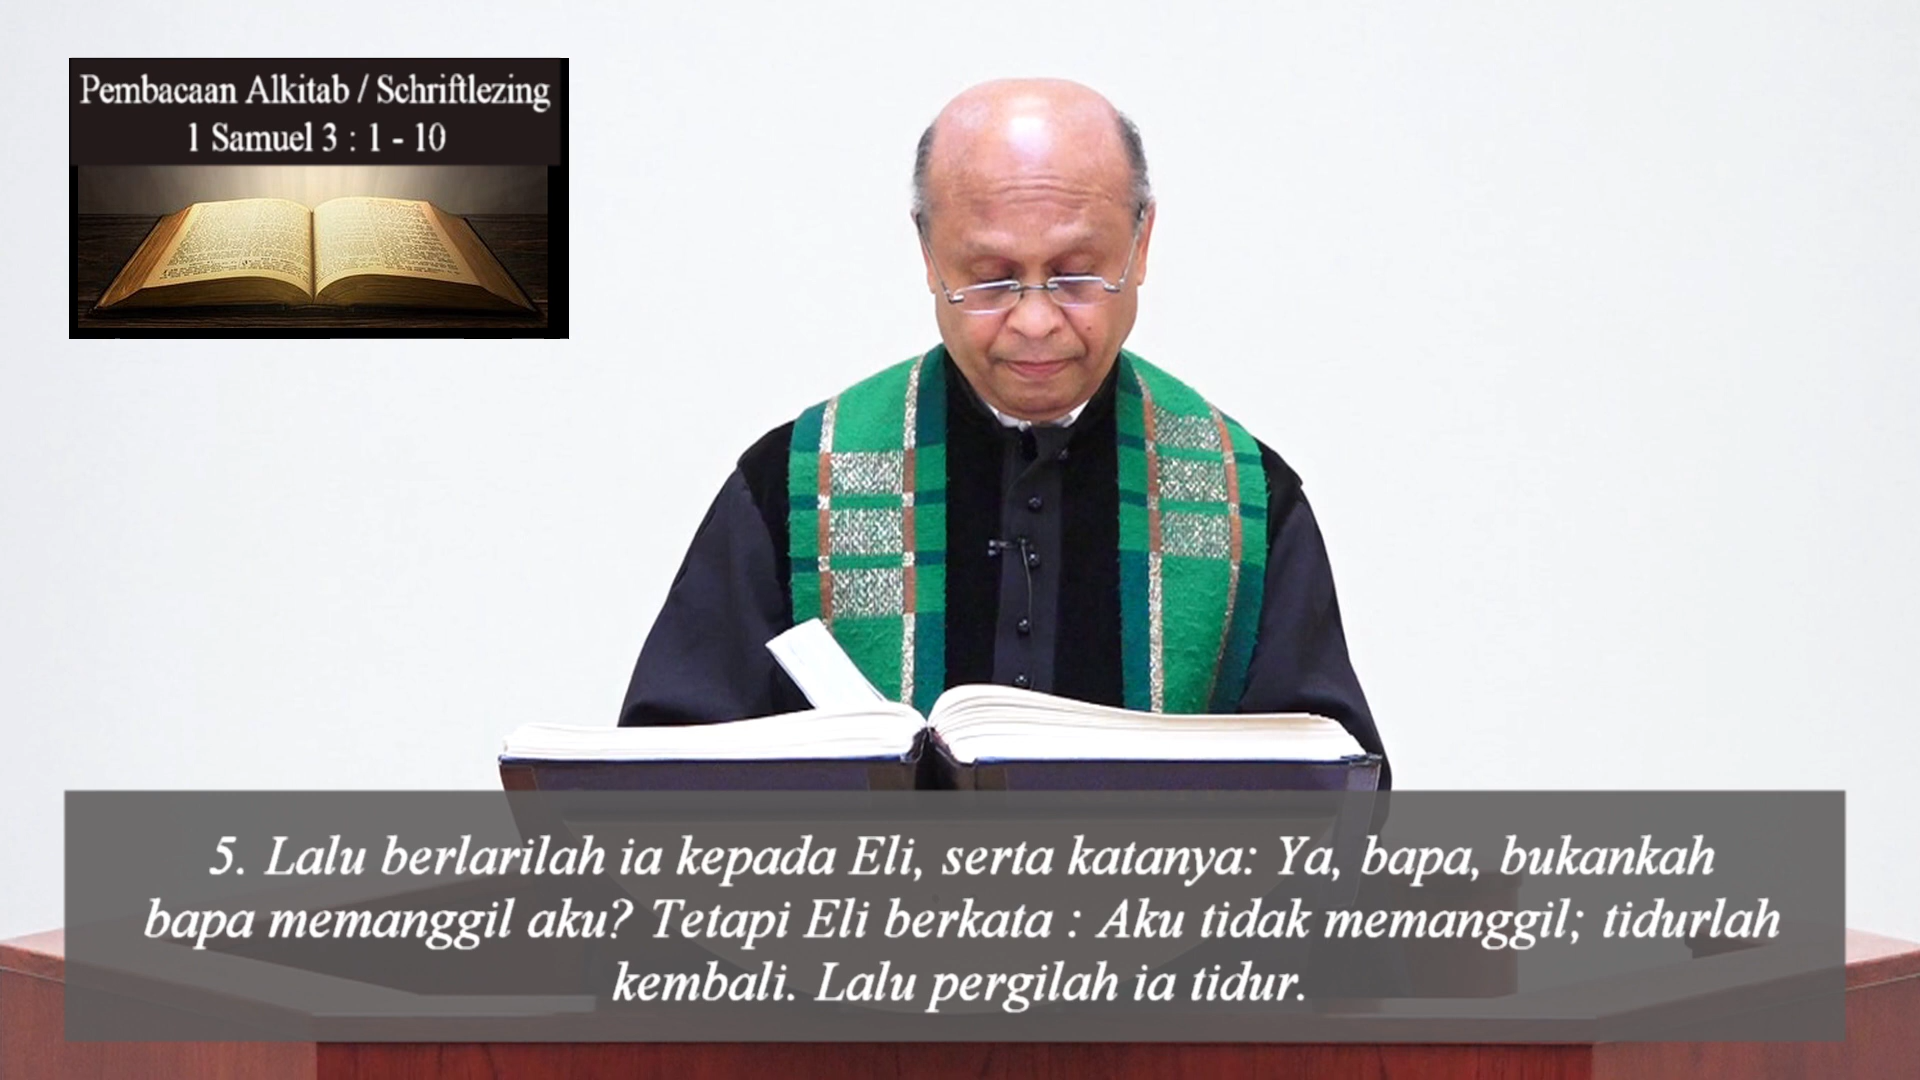 Pembacaan Alkitab / Schriftlezing
1 Samuel 3 : 1 - 10
5. Lalu berlarilah ia kepada Eli, serta katanya: Ya, bapa, bukankah
bapa memanggil aku? Tetapi Eli berkata : Aku tidak memanggil; tidurlah
kembali. Lalu pergilah ia tidur.